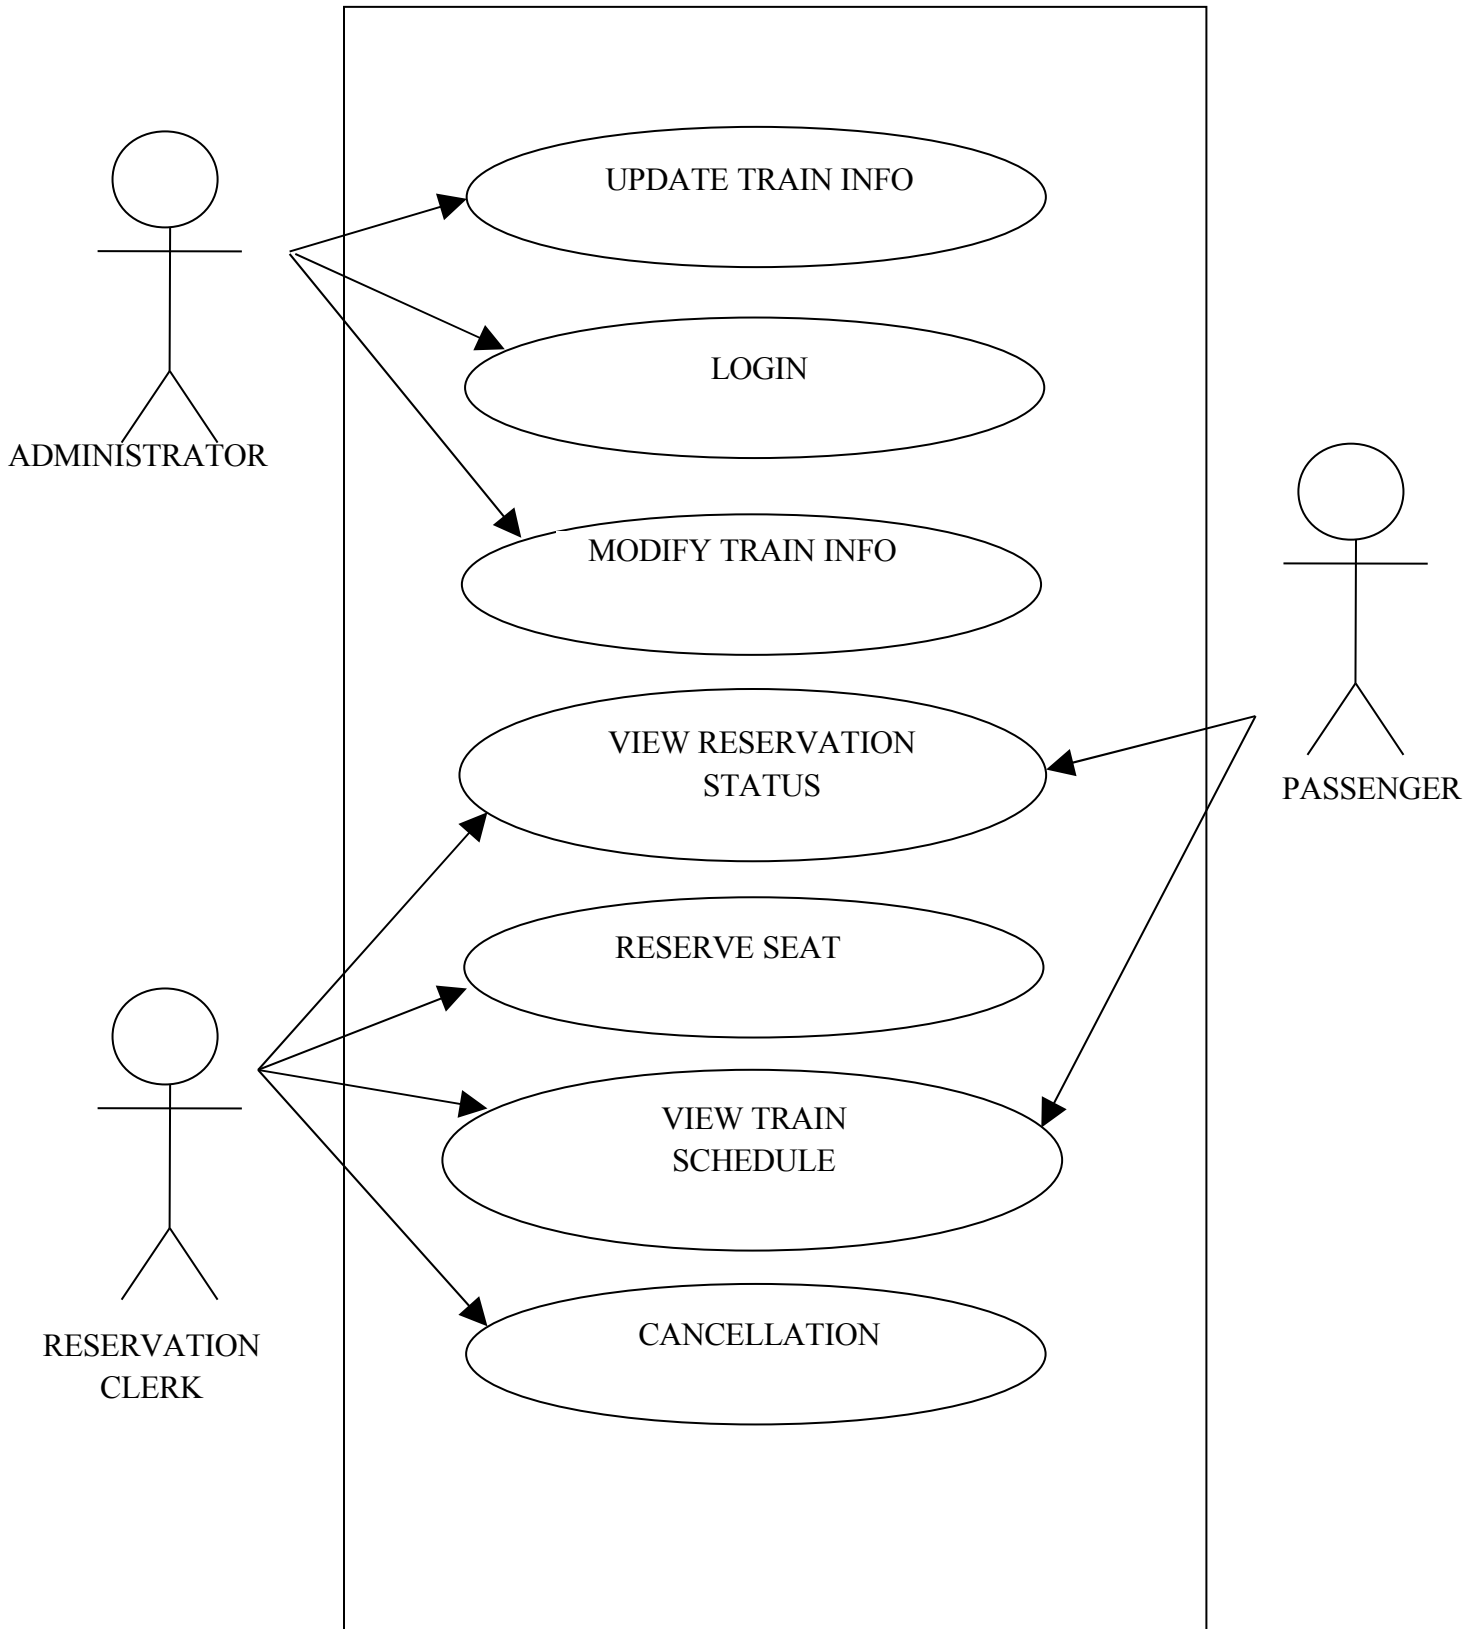 UPDATE TRAIN INFO
LOGIN
ADMINISTRATOR
MODIFY TRAIN INFO
VIEW RESERVATION
STATUS
PASSENGER
RESERVE SEAT
VIEW TRAIN
SCHEDULE
CANCELLATION
RESERVATION
CLERK